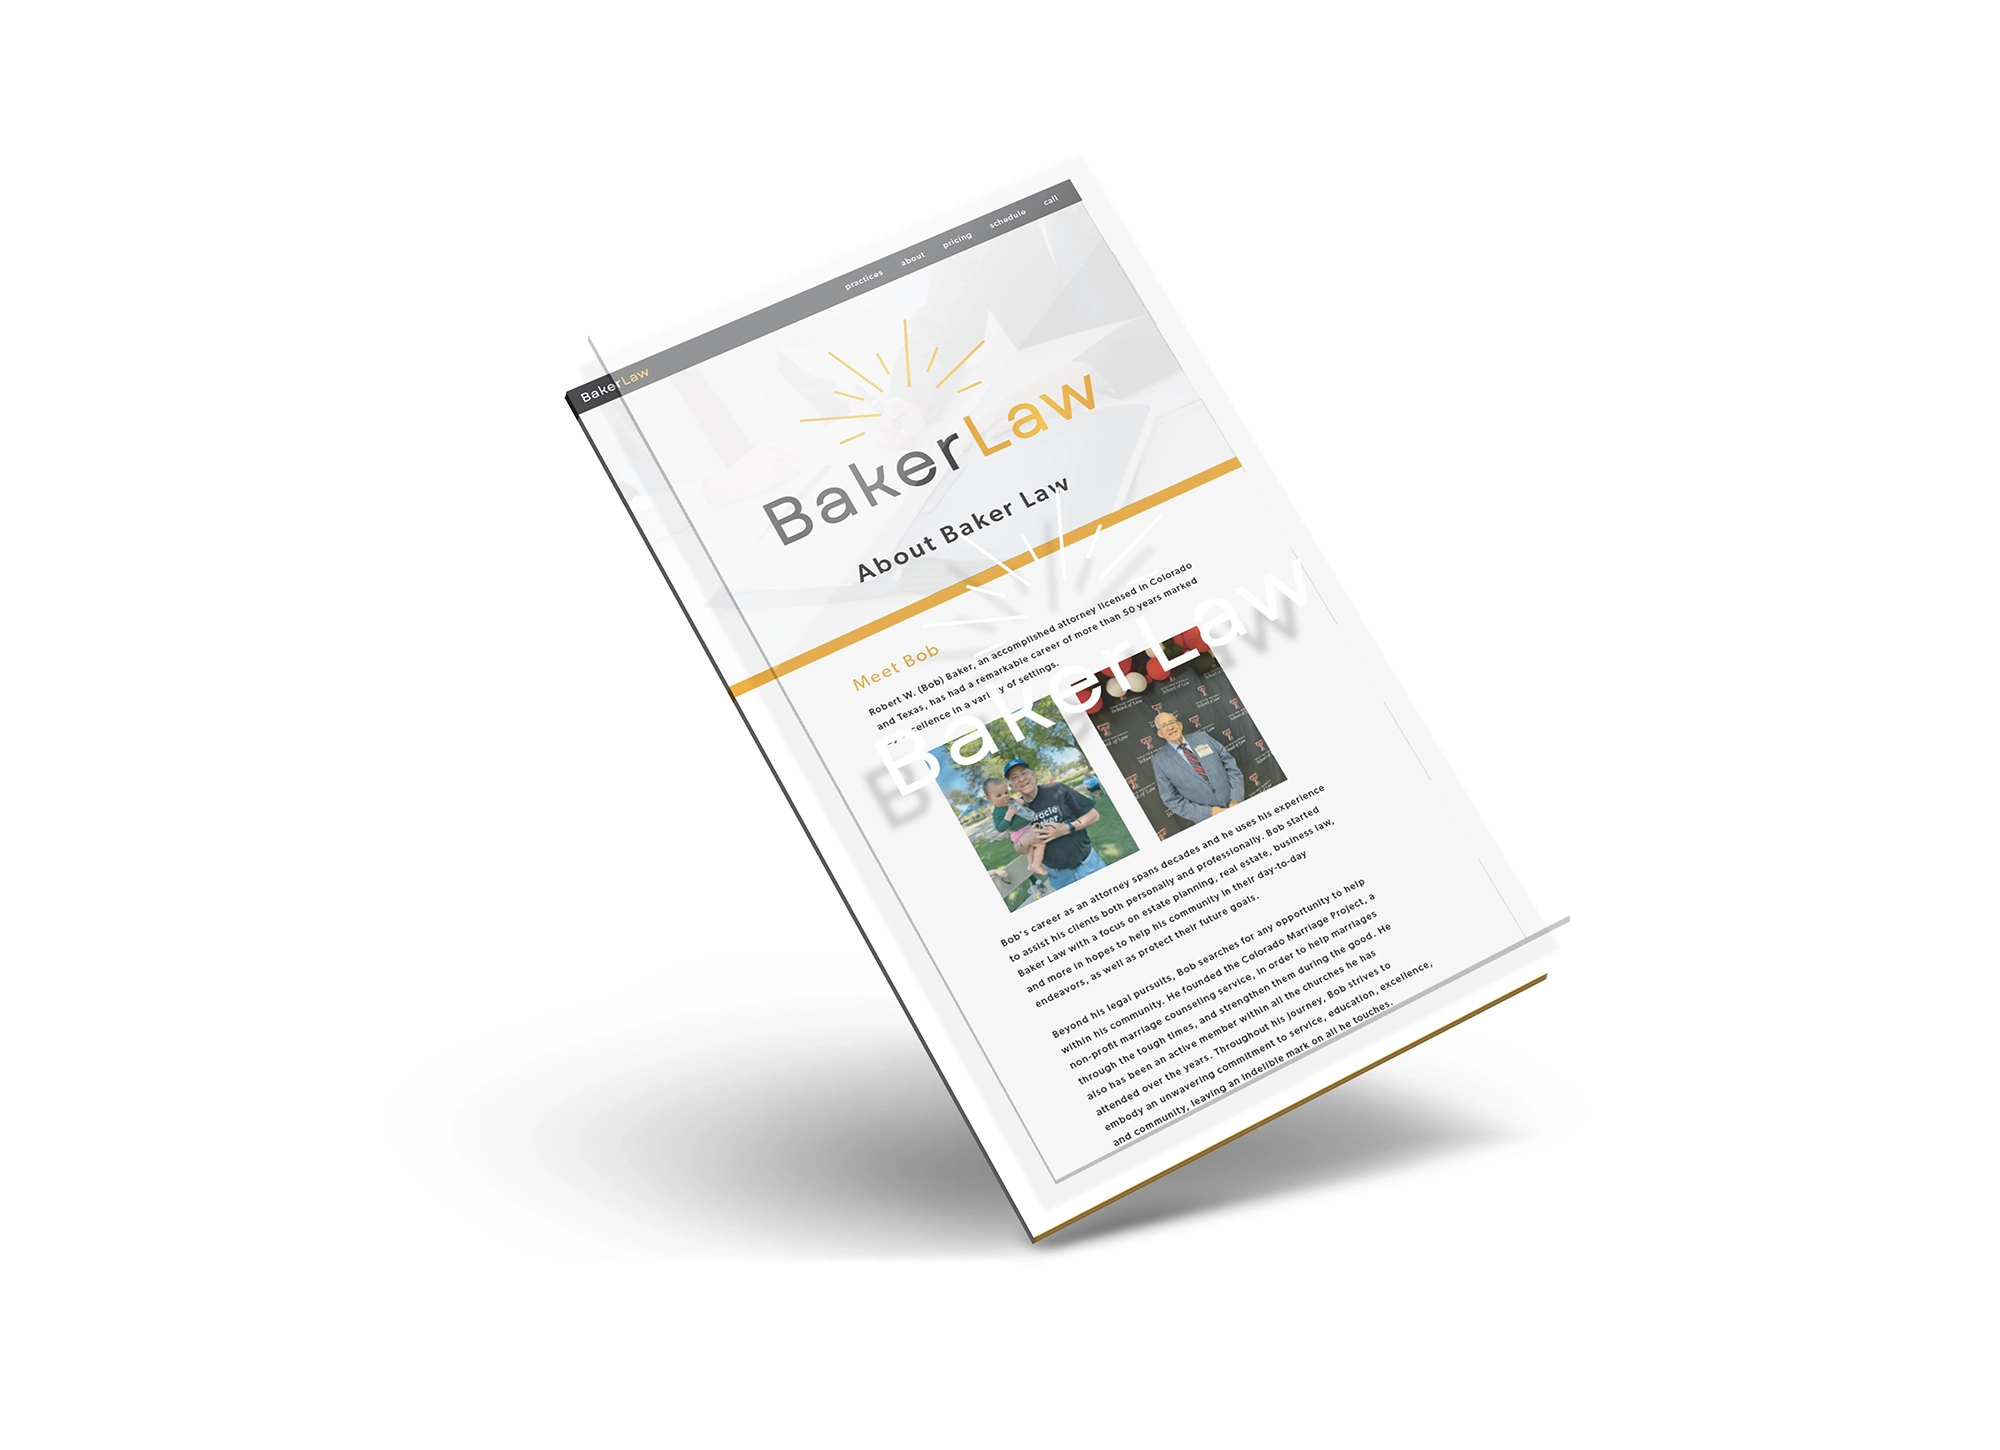 BakerLaw
practices about pricing schedule call
BakerLaw
About Baker Law
Meet Bob
Robert W. (Bob) Baker, an accomplished attorney licensed in Colorado
and Texas, has had a remarkable career of more than 50 years marked
excellence in a variety of settings.
BakerLaw
School of Law
Bob's career as an attorney spans decades and he uses his experience
to assist his clients both personally and professionally. Bob started
Baker Law with a focus on estate planning, real estate, business law,
and more in hopes to help his community in their day-to-day
endeavors, as well as protect their future goals.
Beyond his legal pursuits, Bob searches for any opportunity to help
within his community. He founded the Colorado Marriage Project, a
non-profit marriage counseling service, in order to help marriages
through the tough times, and strengthen them during the good. He
also has been an active member within all the churches he has
attended over the years. Throughout his journey, Bob strives to
embody an unwavering commitment to service, education, excellence,
and community, leaving an indelible mark on all he touches.